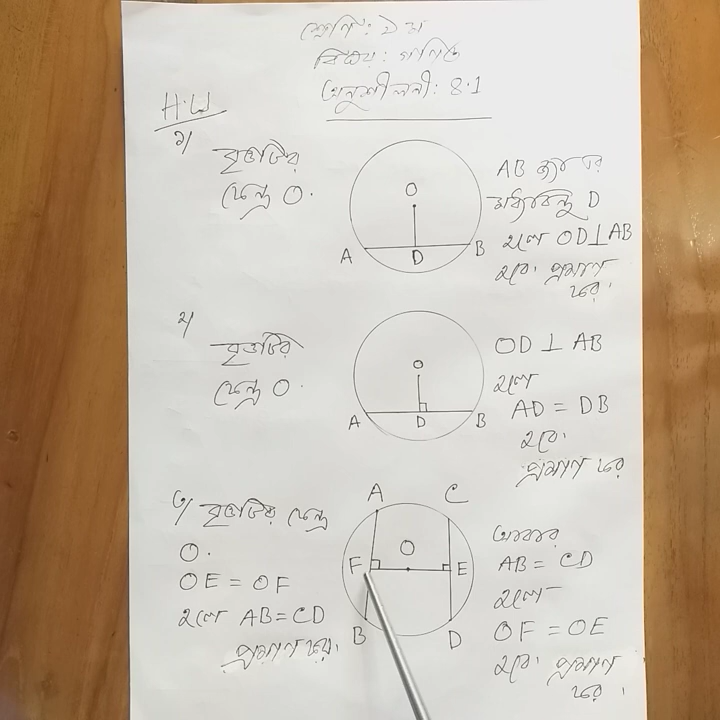 শ্রেণি: ৯ম
বিষয়: গণিত
অনুশীলনী: 8.1
H.W
১/
বৃত্তটির
কেন্দ্র O.
O
A
D
B
AB জ্যা এর
মধ্যবিন্দু D
হলে OD⊥AB
হবে। প্রমাণ
কর।
২/
বৃত্তটির
কেন্দ্র O.
O
A
D
B
OD ⊥ AB
হলে
AD = DB
হবে।
প্রমাণ কর
৩/ বৃত্তটির কেন্দ্র
O.
OE = OF
হলে AB=CD
প্রমাণ কর।
A
C
O
F
E
B
D
আবার
AB = CD
হলে
OF = OE
হবে। প্রমাণ
কর।